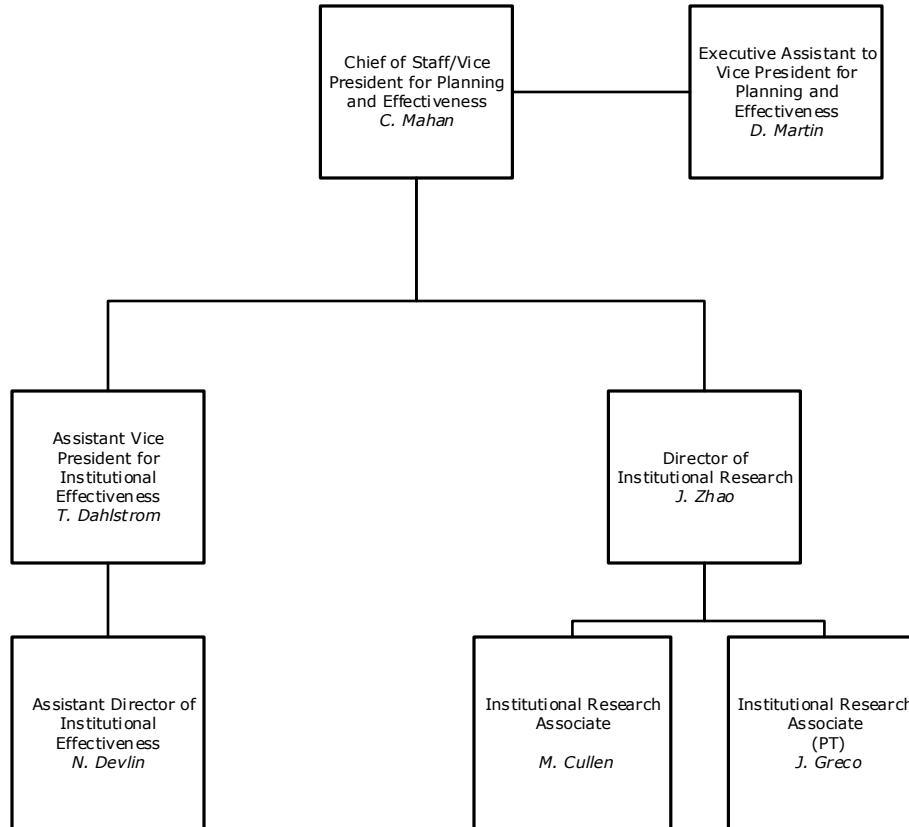 Chief of Staff/Vice
President for Planning
and Effectiveness
C. Mahan
Executive Assistant to
Vice President for
Planning and
Effectiveness
D. Martin
Assistant Vice
President for
Institutional
Effectiveness
T. Dahlstrom
Director of
Institutional Research
J. Zhao
Assistant Director of
Institutional
Effectiveness
N. Devlin
Institutional Research
Associate
M. Cullen
Institutional Research
Associate
(PT)
J. Greco